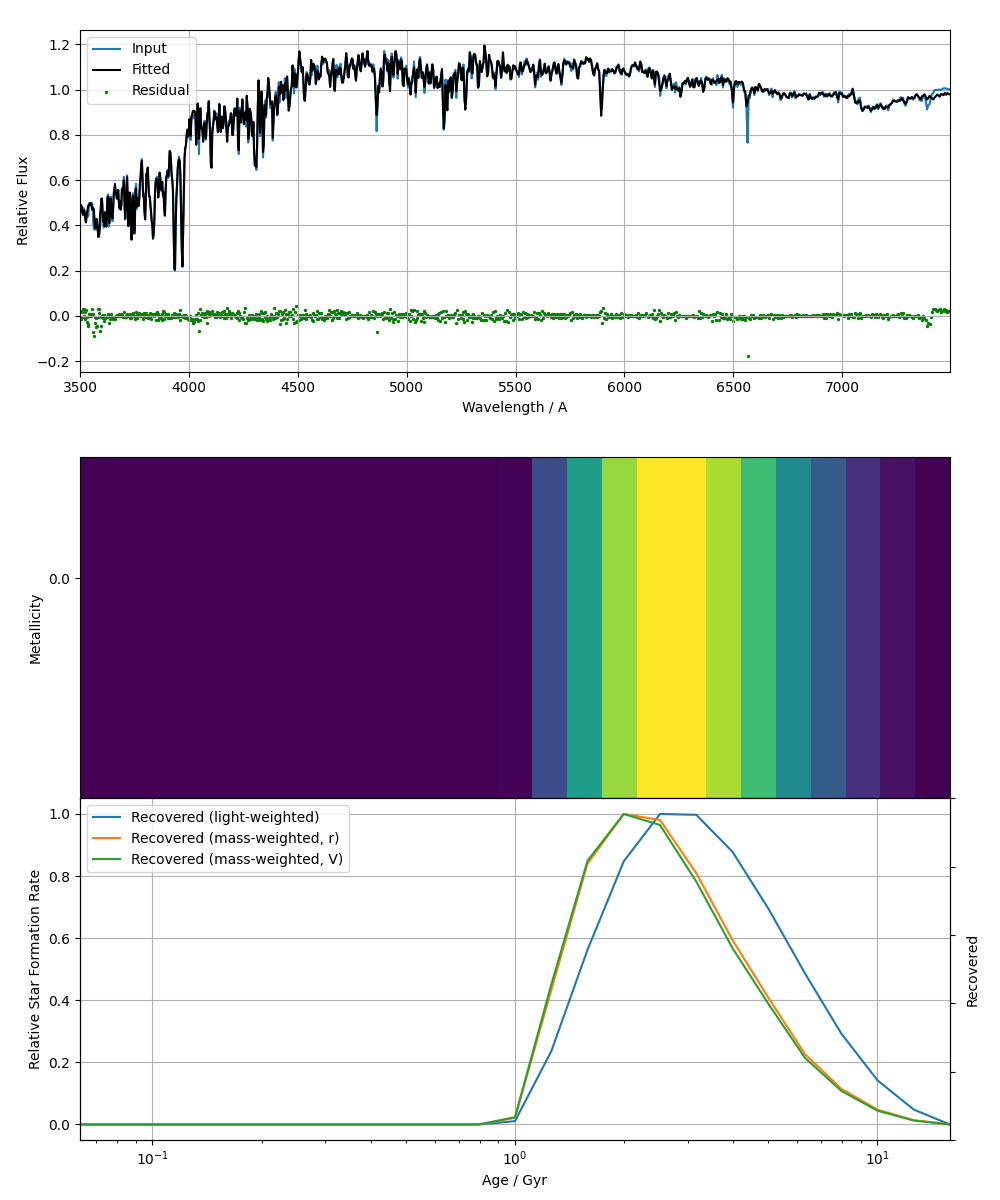 1.2
1.0
0.8
0.6
0.4
0.2
0.0
−0.2
Relative Flux
Input
Fitted
Residual
3500 4000 4500 5000 5500 6000 6500 7000
Wavelength / A
0.0
Metallicity
1.0
0.8
0.6
0.4
0.2
0.0
Relative Star Formation Rate
Recovered (light-weighted)
Recovered (mass-weighted, r)
Recovered (mass-weighted, V)
Recovered
10⁻¹ 10⁰ 10¹
Age / Gyr